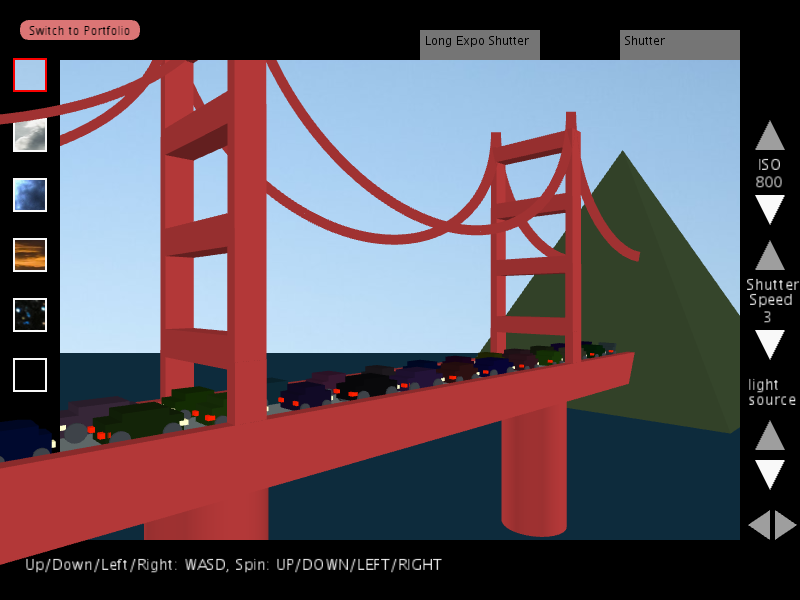 Switch to Portfolio
Long Expo Shutter
Shutter
ISO
800
Shutter
Speed
3
light
source
Up/Down/Left/Right: WASD, Spin: UP/DOWN/LEFT/RIGHT